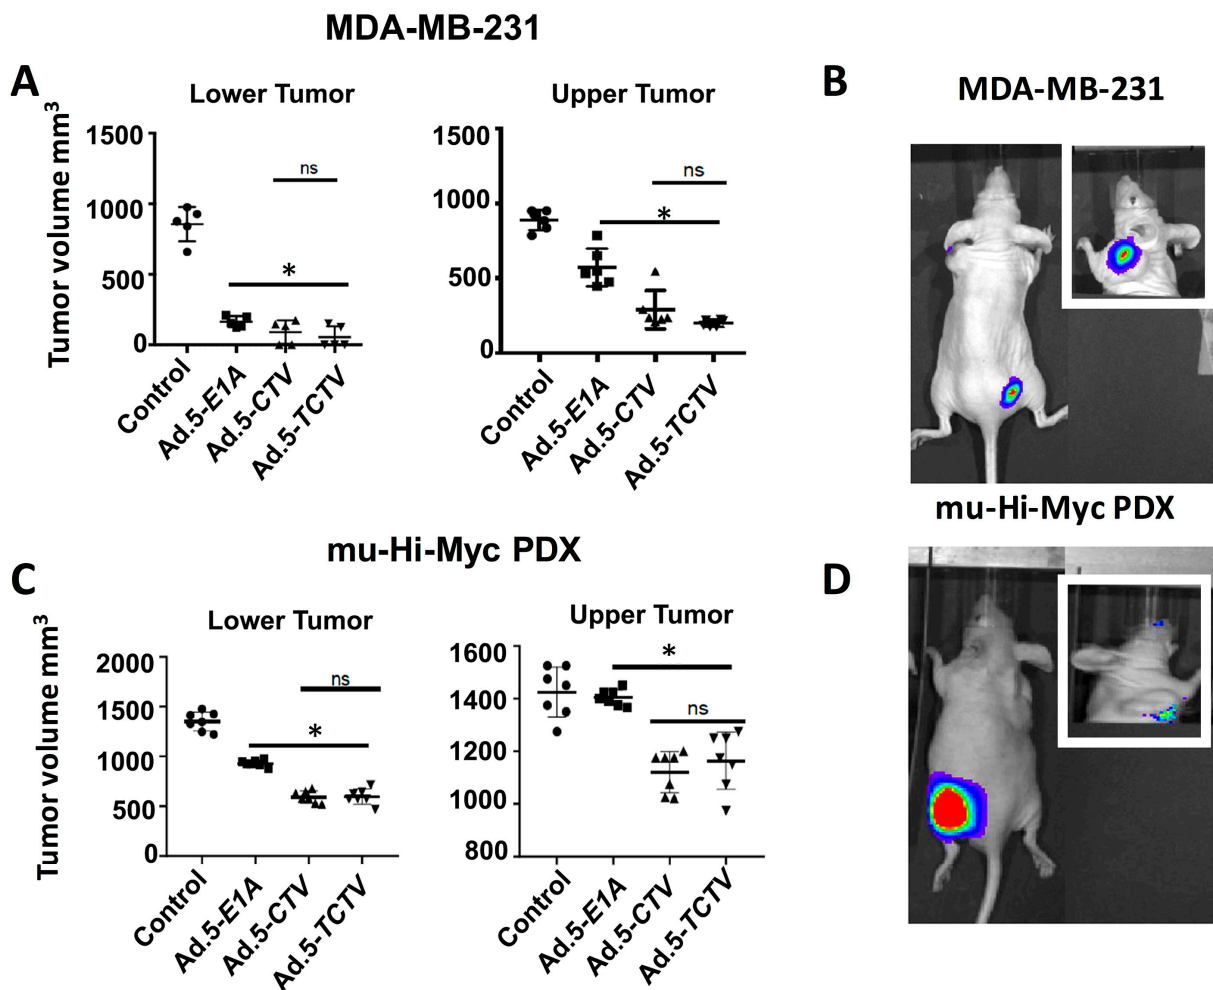 MDA-MB-231
A
Lower Tumor
Upper Tumor
Tumor volume mm³
1500
1000
500
0
ns
*
Control
Ad.5-E1A
Ad.5-CTV
Ad.5-TCTV
1500
1000
500
0
ns
*
Control
Ad.5-E1A
Ad.5-CTV
Ad.5-TCTV
B
MDA-MB-231
mu-Hi-Myc PDX
C
Lower Tumor
Upper Tumor
Tumor volume mm³
2000
1500
1000
500
0
ns
*
Control
Ad.5-E1A
Ad.5-CTV
Ad.5-TCTV
1600
1400
1200
1000
800
*
ns
Control
Ad.5-E1A
Ad.5-CTV
Ad.5-TCTV
mu-Hi-Myc PDX
D